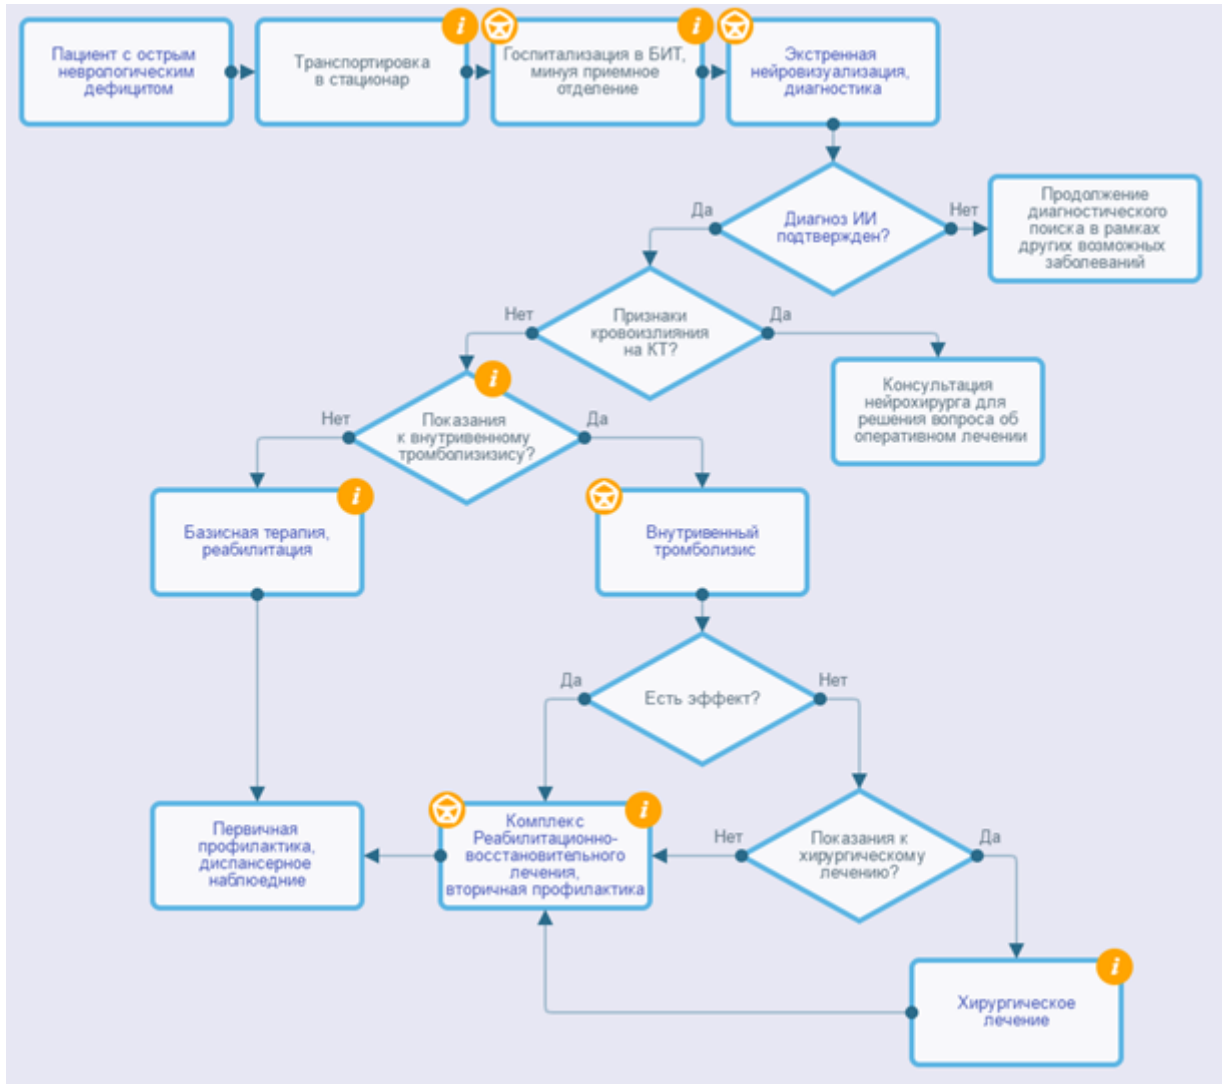 Пациент с острым
неврологическим
дефицитом
Транспортировка
в стационар
i
Госпитализация в БИТ,
минуя приемное
отделение
i
Экстренная
нейровизуализация,
диагностика
Диагноз ИИ
подтвержден?
Да
Нет
Продолжение
диагностического
поиска в рамках
других возможных
заболеваний
Признаки
кровоизлияния
на КТ?
Нет
Да
Консультация
нейрохирурга для
решения вопроса об
оперативном лечении
i
Показания
к внутривенному
тромболизизису?
Нет
Да
Базисная терапия,
реабилитация
i
Внутривенный
тромболизис
Есть эффект?
Да
Нет
Первичная
профилактика,
диспансерное
наблюедние
Комплекс
Реабилитационно-
восстановительного
лечения,
вторичная профилактика
i
Нет
Показания к
хирургическому
лечению?
Да
Хирургическое
лечение
i